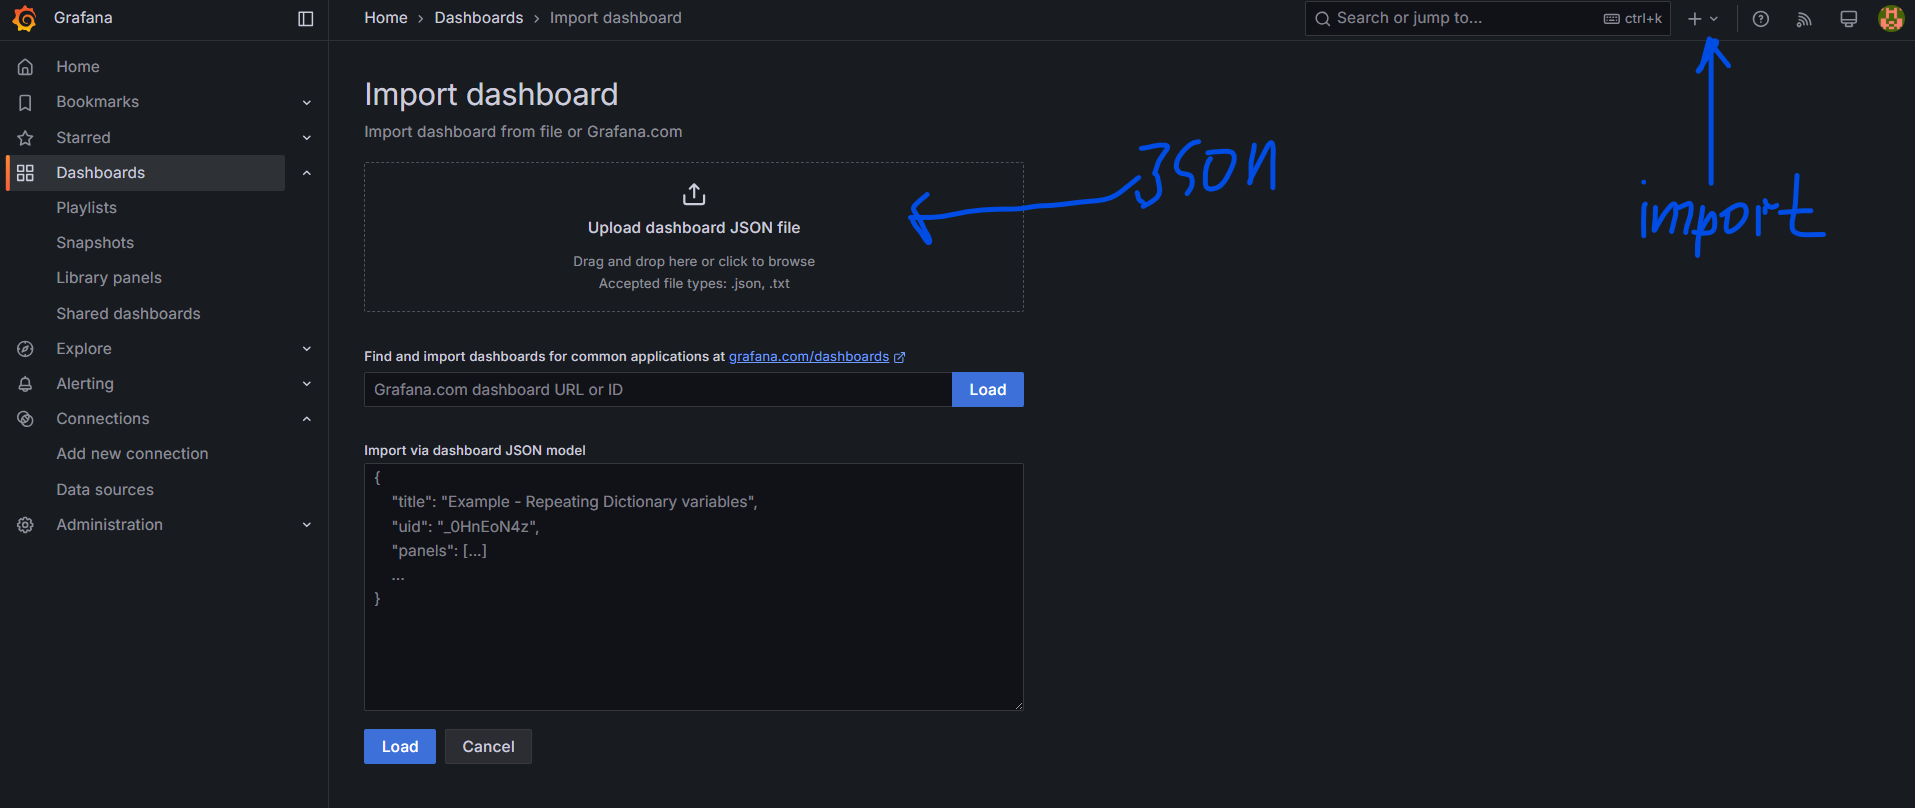 Grafana
Home › Dashboards › Import dashboard
Search or jump to...
ctrl+k
Home
Bookmarks
Starred
Dashboards
Playlists
Snapshots
Library panels
Shared dashboards
Explore
Alerting
Connections
Add new connection
Data sources
Administration
Import dashboard
Import dashboard from file or Grafana.com
Upload dashboard JSON file
Drag and drop here or click to browse
Accepted file types: .json, .txt
JSON
import
Find and import dashboards for common applications at grafana.com/dashboards
Grafana.com dashboard URL or ID
Load
Import via dashboard JSON model
{
"title": "Example - Repeating Dictionary variables",
"uid": "_0HnEoN4z",
"panels": [...]
...
}
Load
Cancel